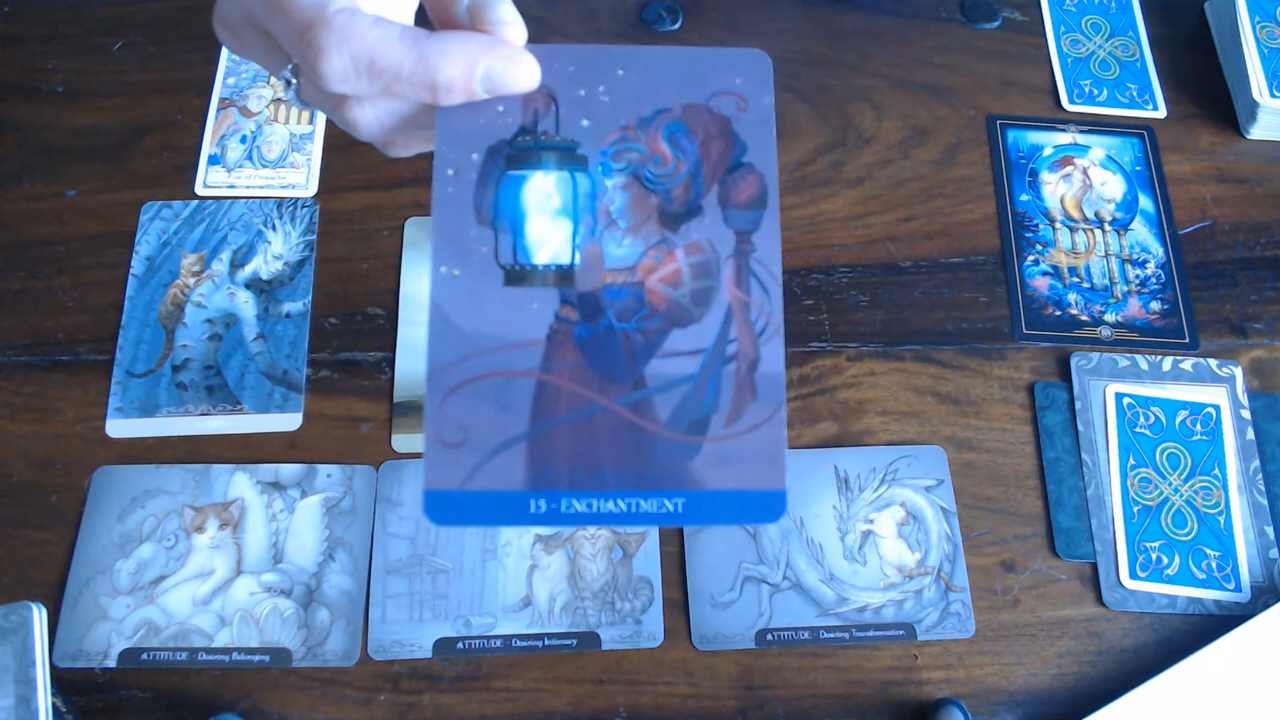 15 - ENCHANTMENT
ATTITUDE - Desiring Belonging
ATTITUDE - Desiring Intimacy
ATTITUDE - Desiring Transformation